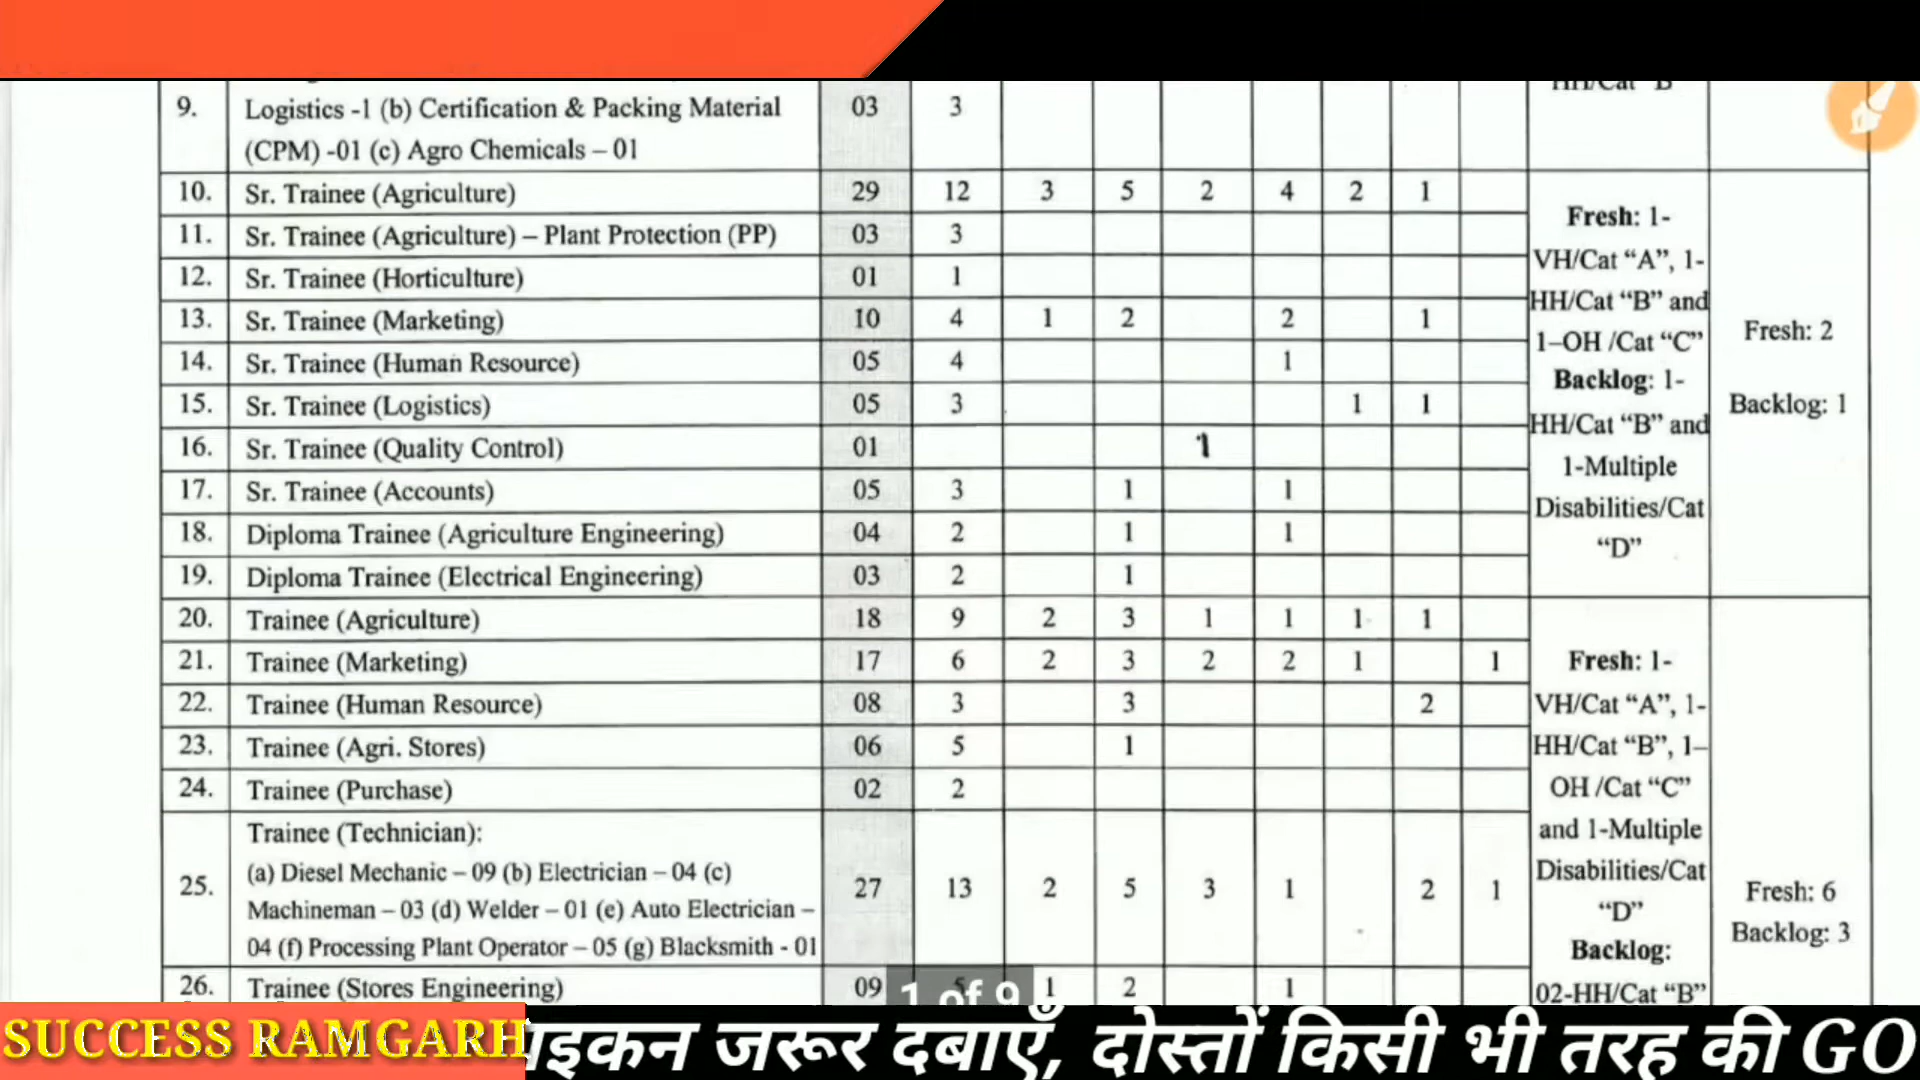 HH/Cat "B"
9. Logistics -1 (b) Certification & Packing Material 03 3
(CPM) -01 (c) Agro Chemicals – 01
10. Sr. Trainee (Agriculture) 29 12 3 5 2 4 2 1
11. Sr. Trainee (Agriculture) – Plant Protection (PP) 03 3
12. Sr. Trainee (Horticulture) 01 1
13. Sr. Trainee (Marketing) 10 4 1 2 2 1
14. Sr. Trainee (Human Resource) 05 4 1
15. Sr. Trainee (Logistics) 05 3 1 1
16. Sr. Trainee (Quality Control) 01 1
17. Sr. Trainee (Accounts) 05 3 1 1
18. Diploma Trainee (Agriculture Engineering) 04 2 1 1
19. Diploma Trainee (Electrical Engineering) 03 2 1
Fresh: 1-
VH/Cat “A”, 1-
HH/Cat “B” and
1–OH /Cat “C”
Backlog: 1-
HH/Cat “B” and
1-Multiple
Disabilities/Cat
“D”
Fresh: 2
Backlog: 1
20. Trainee (Agriculture) 18 9 2 3 1 1 1 1
21. Trainee (Marketing) 17 6 2 3 2 2 1 1
22. Trainee (Human Resource) 08 3 3 2
23. Trainee (Agri. Stores) 06 5 1
24. Trainee (Purchase) 02 2
Trainee (Technician):
(a) Diesel Mechanic – 09 (b) Electrician – 04 (c)
25. Machineman – 03 (d) Welder – 01 (e) Auto Electrician – 27 13 2 5 3 1 2 1
04 (f) Processing Plant Operator – 05 (g) Blacksmith - 01
26. Trainee (Stores Engineering) 09 5 1 2 1
Fresh: 1-
VH/Cat “A”, 1-
HH/Cat “B”, 1–
OH /Cat “C”
and 1-Multiple
Disabilities/Cat
“D”
Backlog:
02-HH/Cat “B”
Fresh: 6
Backlog: 3
1 of 9
SUCCESS RAMGARH
जरूर दबाएँ, दोस्तों किसी भी तरह की GO